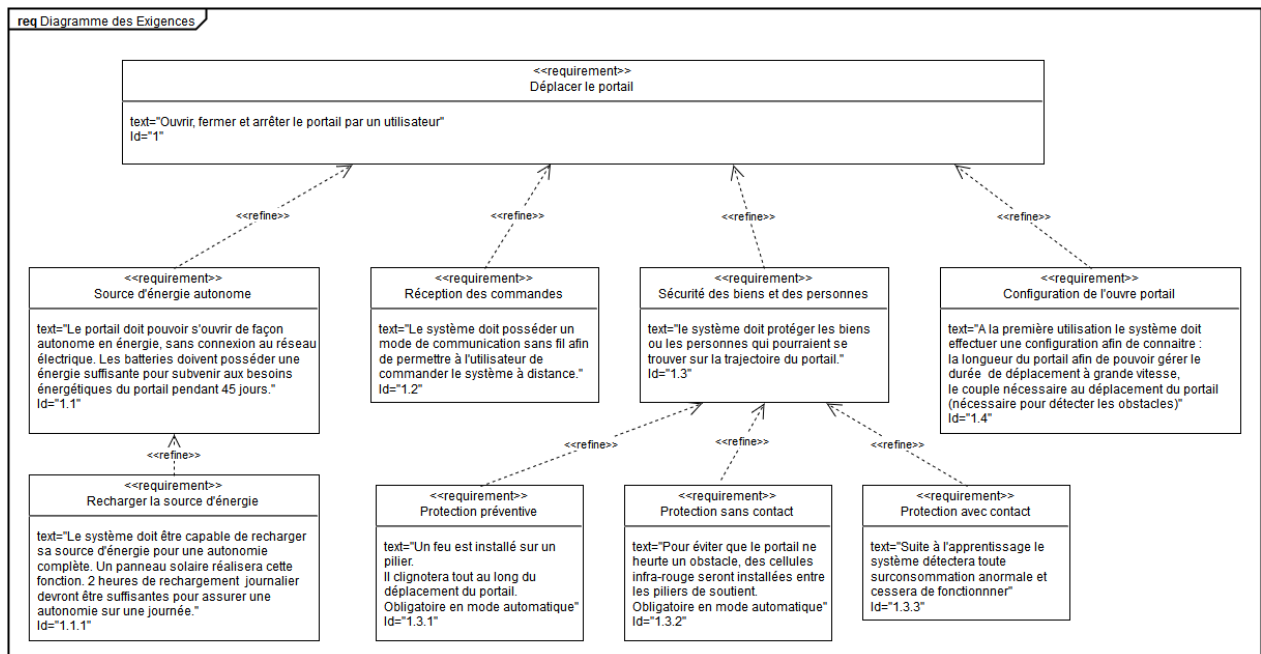 req Diagramme des Exigences
<<requirement>>
Déplacer le portail
text="Ouvrir, fermer et arrêter le portail par un utilisateur"
Id="1"
<<refine>>
<<refine>>
<<refine>>
<<refine>>
<<requirement>>
Source d'énergie autonome
text="Le portail doit pouvoir s'ouvrir de façon
autonome en énergie, sans connexion au réseau
électrique. Les batteries doivent posséder une
énergie suffisante pour subvenir aux besoins
énergétiques du portail pendant 45 jours."
Id="1.1"
<<requirement>>
Réception des commandes
text="Le système doit posséder un
mode de communication sans fil afin
de permettre à l'utilisateur de
commander le système à distance."
Id="1.2"
<<requirement>>
Sécurité des biens et des personnes
text="le système doit protéger les biens
ou les personnes qui pourraient se
trouver sur la trajectoire du portail."
Id="1.3"
<<requirement>>
Configuration de l'ouvre portail
text="A la première utilisation le système doit
effectuer une configuration afin de connaitre :
la longueur du portail afin de pouvoir gérer le
durée  de déplacement à grande vitesse,
le couple nécessaire au déplacement du portail
(nécessaire pour détecter les obstacles)"
Id="1.4"
<<refine>>
<<refine>>
<<refine>>
<<refine>>
<<requirement>>
Recharger la source d'énergie
text="Le système doit être capable de recharger
sa source d'énergie pour une autonomie
complète. Un panneau solaire réalisera cette
fonction. 2 heures de rechargement  journalier
devront être suffisantes pour assurer une
autonomie sur une journée."
Id="1.1.1"
<<requirement>>
Protection préventive
text="Un feu est installé sur un
pilier.
Il clignotera tout au long du
déplacement du portail.
Obligatoire en mode automatique"
Id="1.3.1"
<<requirement>>
Protection sans contact
text="Pour éviter que le portail ne
heurte un obstacle, des cellules
infra-rouge seront installées entre
les piliers de soutient.
Obligatoire en mode automatique"
Id="1.3.2"
<<requirement>>
Protection avec contact
text="Suite à l'apprentissage le
système détectera toute
surconsommation anormale et
cessera de fonctionnner"
Id="1.3.3"